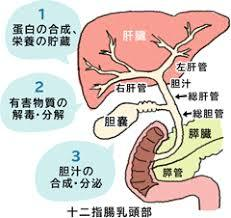 1
蛋白の合成、
栄養の貯蔵
2
有害物質の
解毒・分解
3
胆汁の
合成・分泌
肝臓
左肝管
右肝管
胆汁
総肝管
総胆管
胆嚢
膵臓
膵管
十二指腸乳頭部